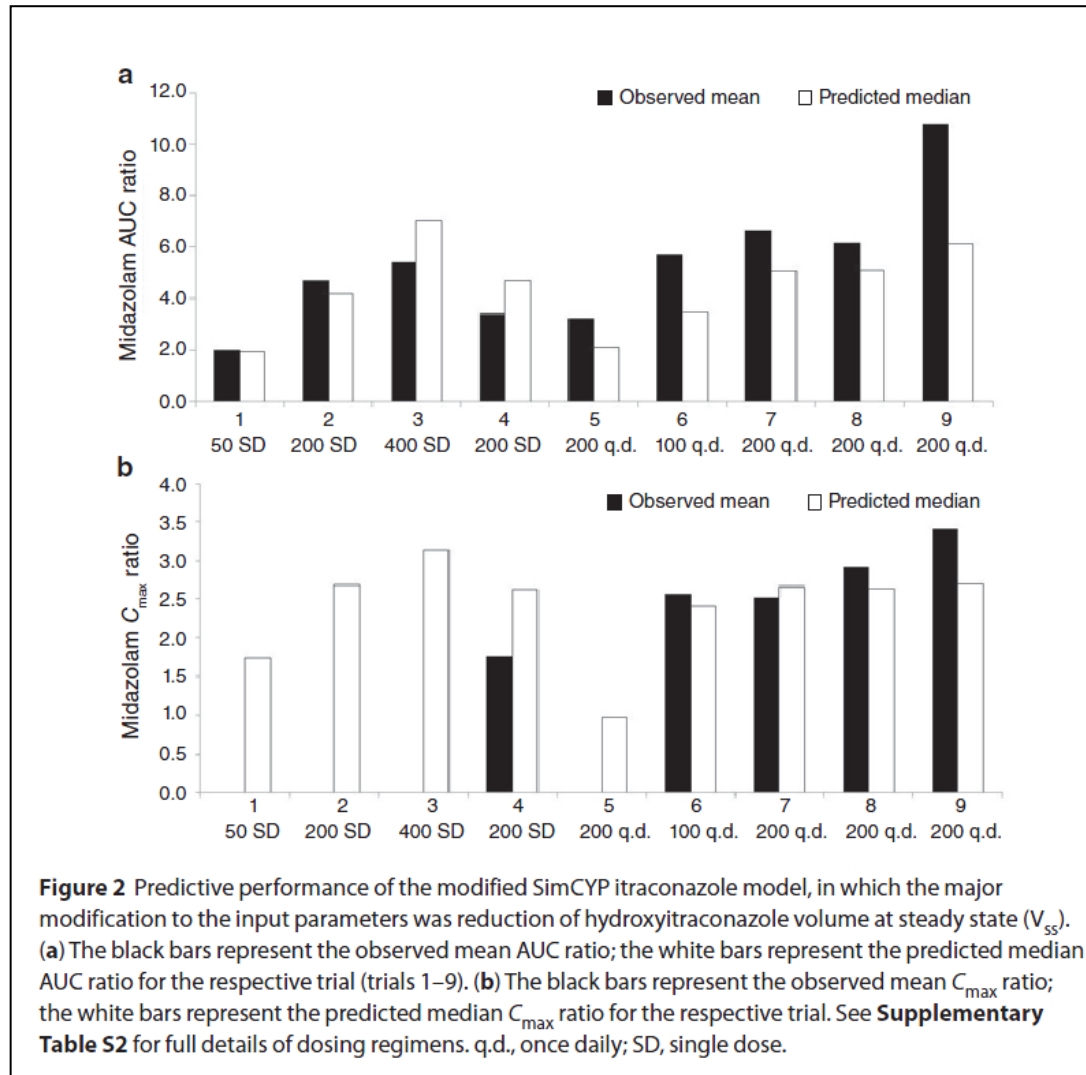 a
12.0
10.0
8.0
6.0
4.0
2.0
0.0
Midazolam AUC ratio
■ Observed mean □ Predicted median
1 2 3 4 5 6 7 8 9
50 SD 200 SD 400 SD 200 SD 200 q.d. 100 q.d. 200 q.d. 200 q.d. 200 q.d.
b
4.0
3.5
3.0
2.5
2.0
1.5
1.0
0.5
0.0
Midazolam Cmax ratio
■ Observed mean □ Predicted median
1 2 3 4 5 6 7 8 9
50 SD 200 SD 400 SD 200 SD 200 q.d. 100 q.d. 200 q.d. 200 q.d. 200 q.d.
Figure 2 Predictive performance of the modified SimCYP itraconazole model, in which the major
modification to the input parameters was reduction of hydroxyitraconazole volume at steady state (Vss).
(a) The black bars represent the observed mean AUC ratio; the white bars represent the predicted median
AUC ratio for the respective trial (trials 1–9). (b) The black bars represent the observed mean Cmax ratio;
the white bars represent the predicted median Cmax ratio for the respective trial. See Supplementary
Table S2 for full details of dosing regimens. q.d., once daily; SD, single dose.